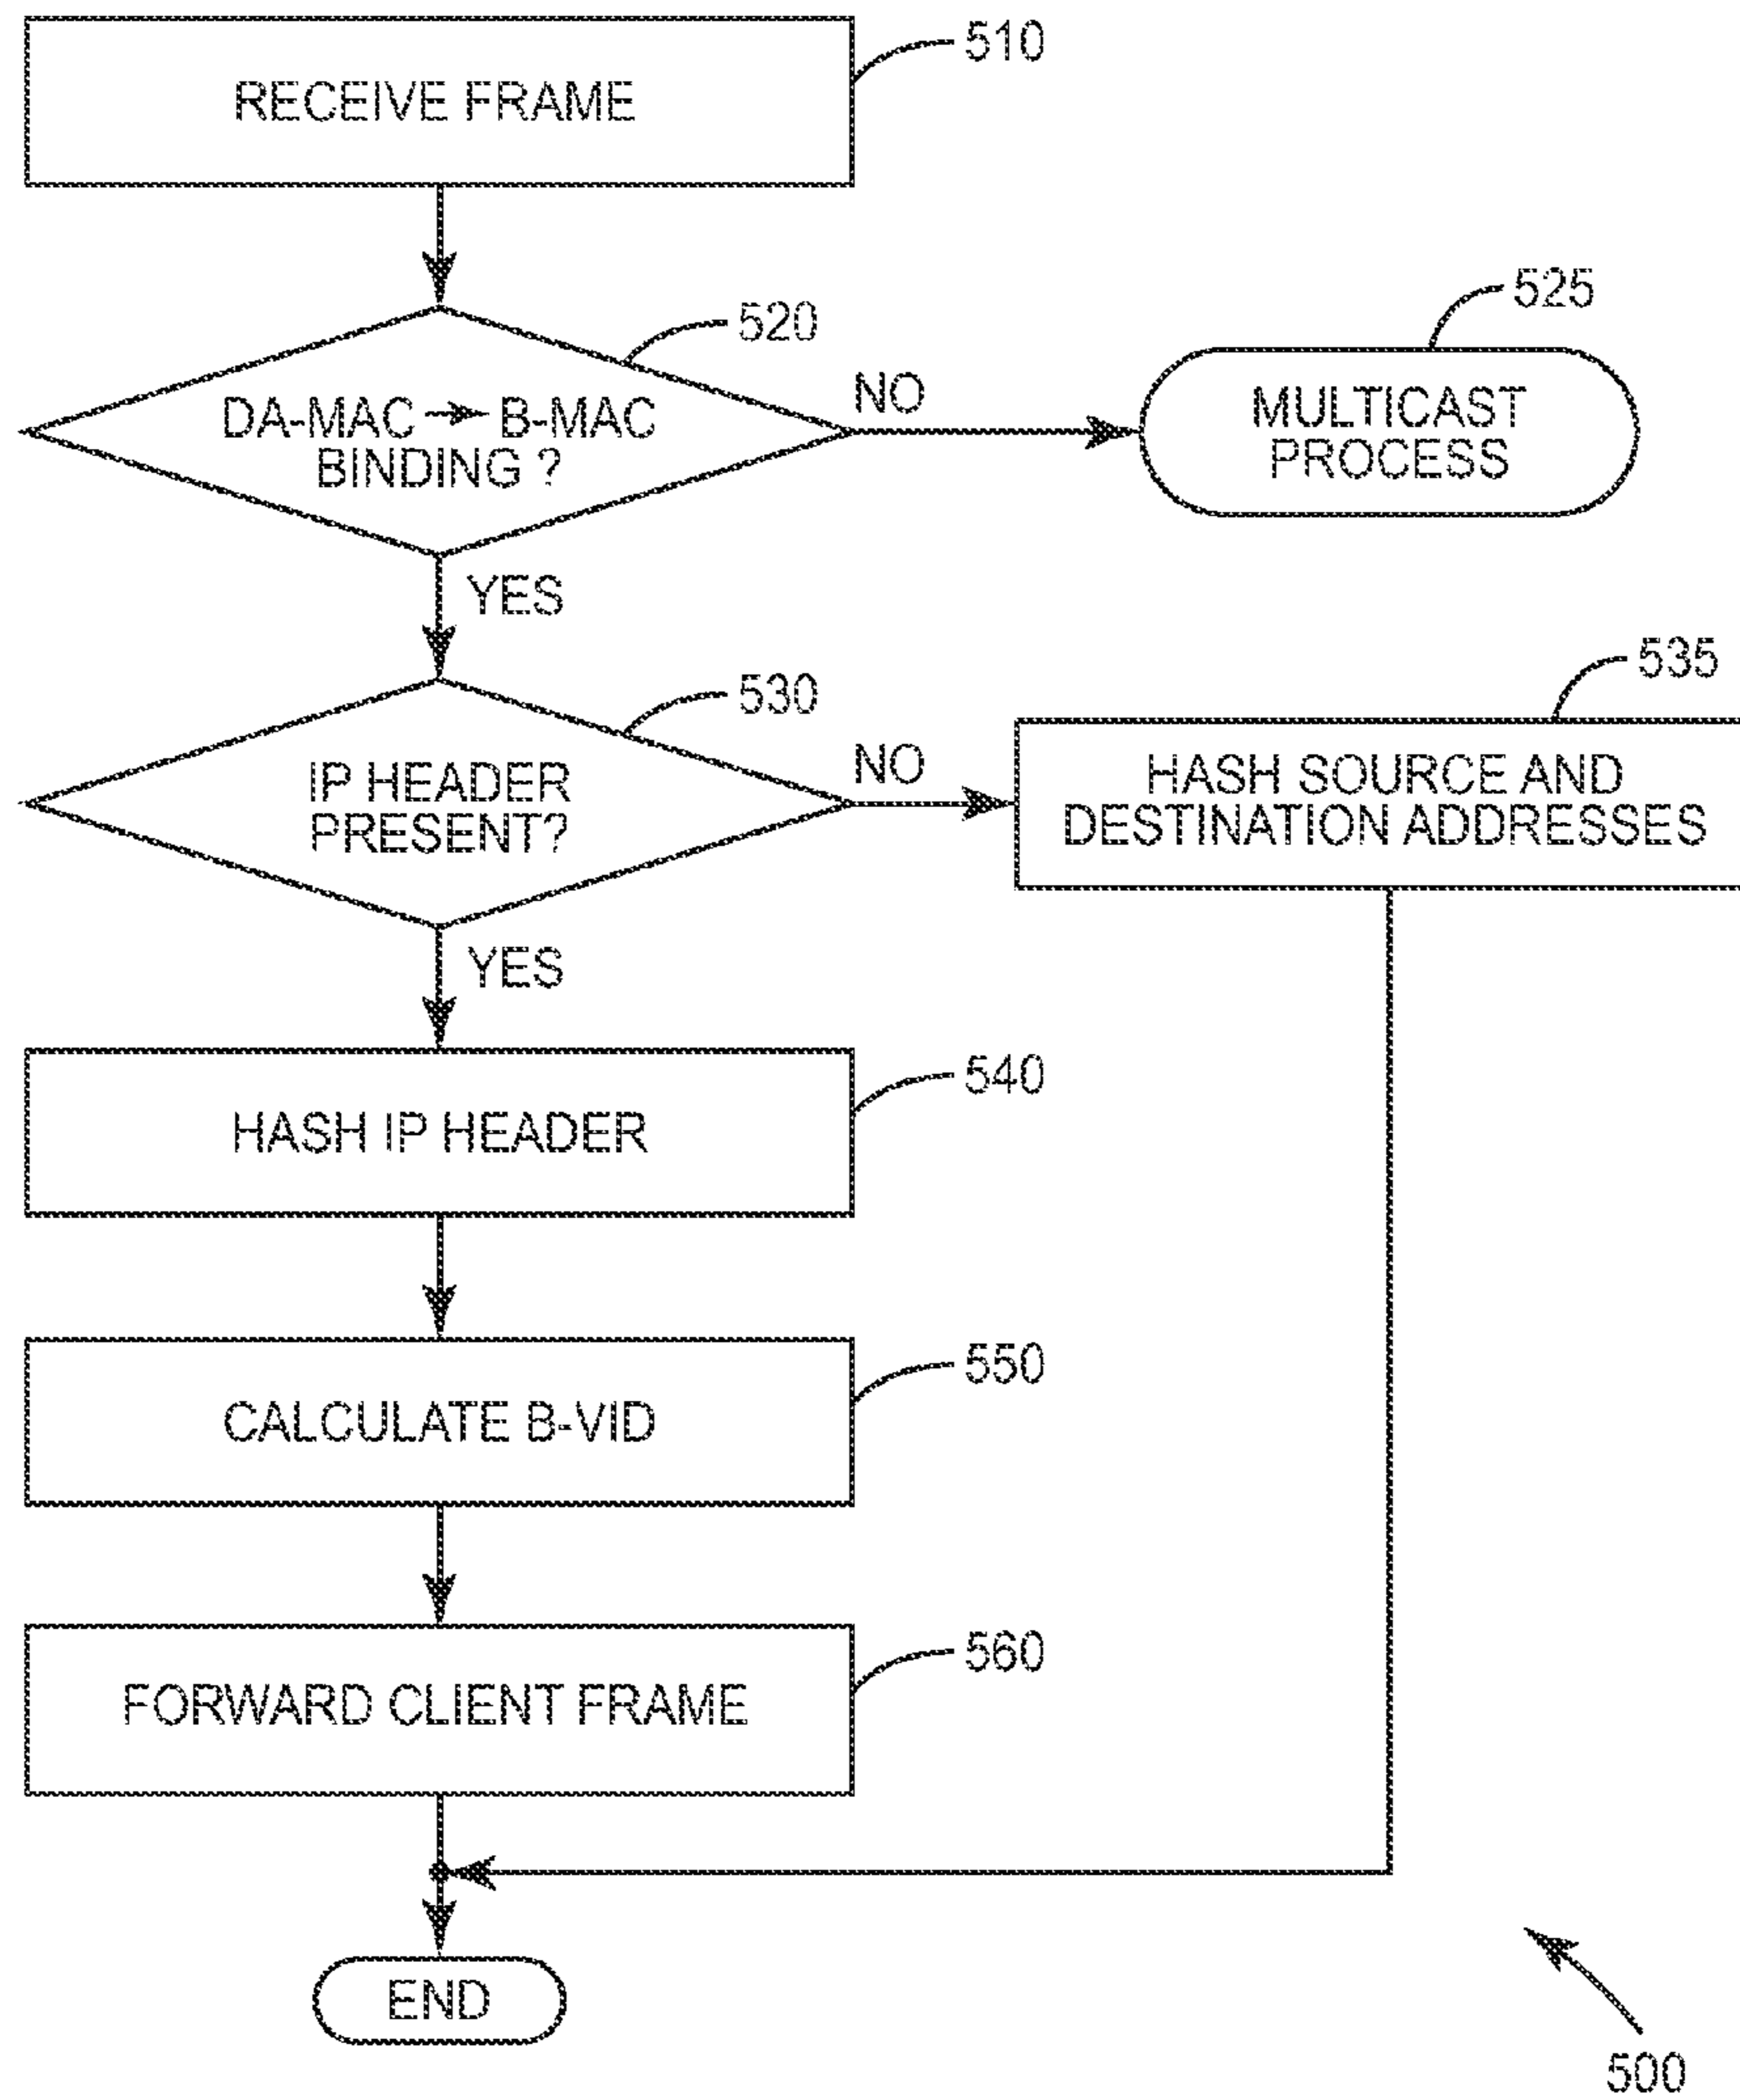 RECEIVE FRAME
510
DA-MAC → B-MAC
BINDING ?
520
NO
MULTICAST
PROCESS
525
YES
IP HEADER
PRESENT?
530
NO
HASH SOURCE AND
DESTINATION ADDRESSES
535
YES
HASH IP HEADER
540
CALCULATE B-VID
550
FORWARD CLIENT FRAME
560
END
500